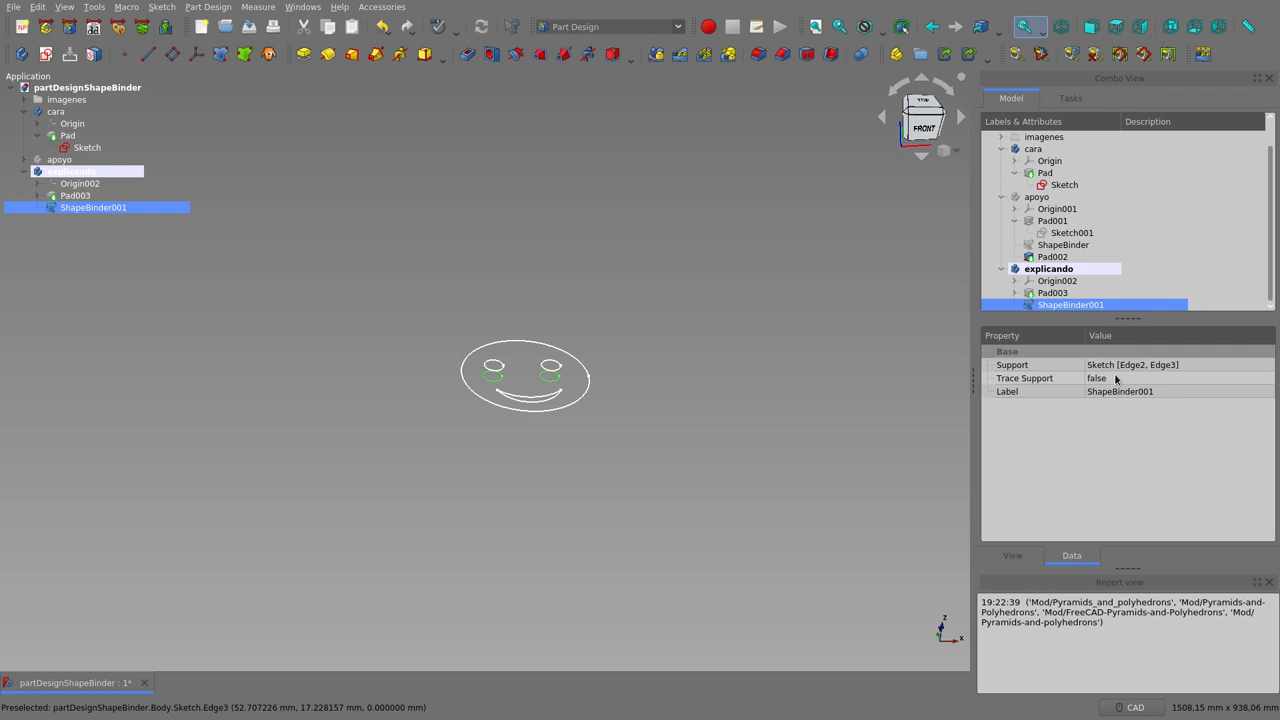 File Edit View Tools Macro Sketch Part Design Measure Windows Help Accessories
Part Design
Application
partDesignShapeBinder
imagenes
cara
Origin
Pad
Sketch
apoyo
explicando
Origin002
Pad003
ShapeBinder001
TOP
FRONT
z
x
Combo View
Model Tasks
Labels & Attributes Description
imagenes
cara
Origin
Pad
Sketch
apoyo
Origin001
Pad001
Sketch001
ShapeBinder
Pad002
explicando
Origin002
Pad003
ShapeBinder001
Property Value
Base
Support Sketch [Edge2, Edge3]
Trace Support false
Label ShapeBinder001
View Data
Report view
19:22:39 ('Mod/Pyramids_and_polyhedrons', 'Mod/Pyramids-and-
Polyhedrons', 'Mod/FreeCAD-Pyramids-and-Polyhedrons', 'Mod/
Pyramids-and-polyhedrons')
partDesignShapeBinder : 1*
Preselected: partDesignShapeBinder.Body.Sketch.Edge3 (52.707226 mm, 17.228157 mm, 0.000000 mm)
CAD
1508,15 mm x 938,06 mm